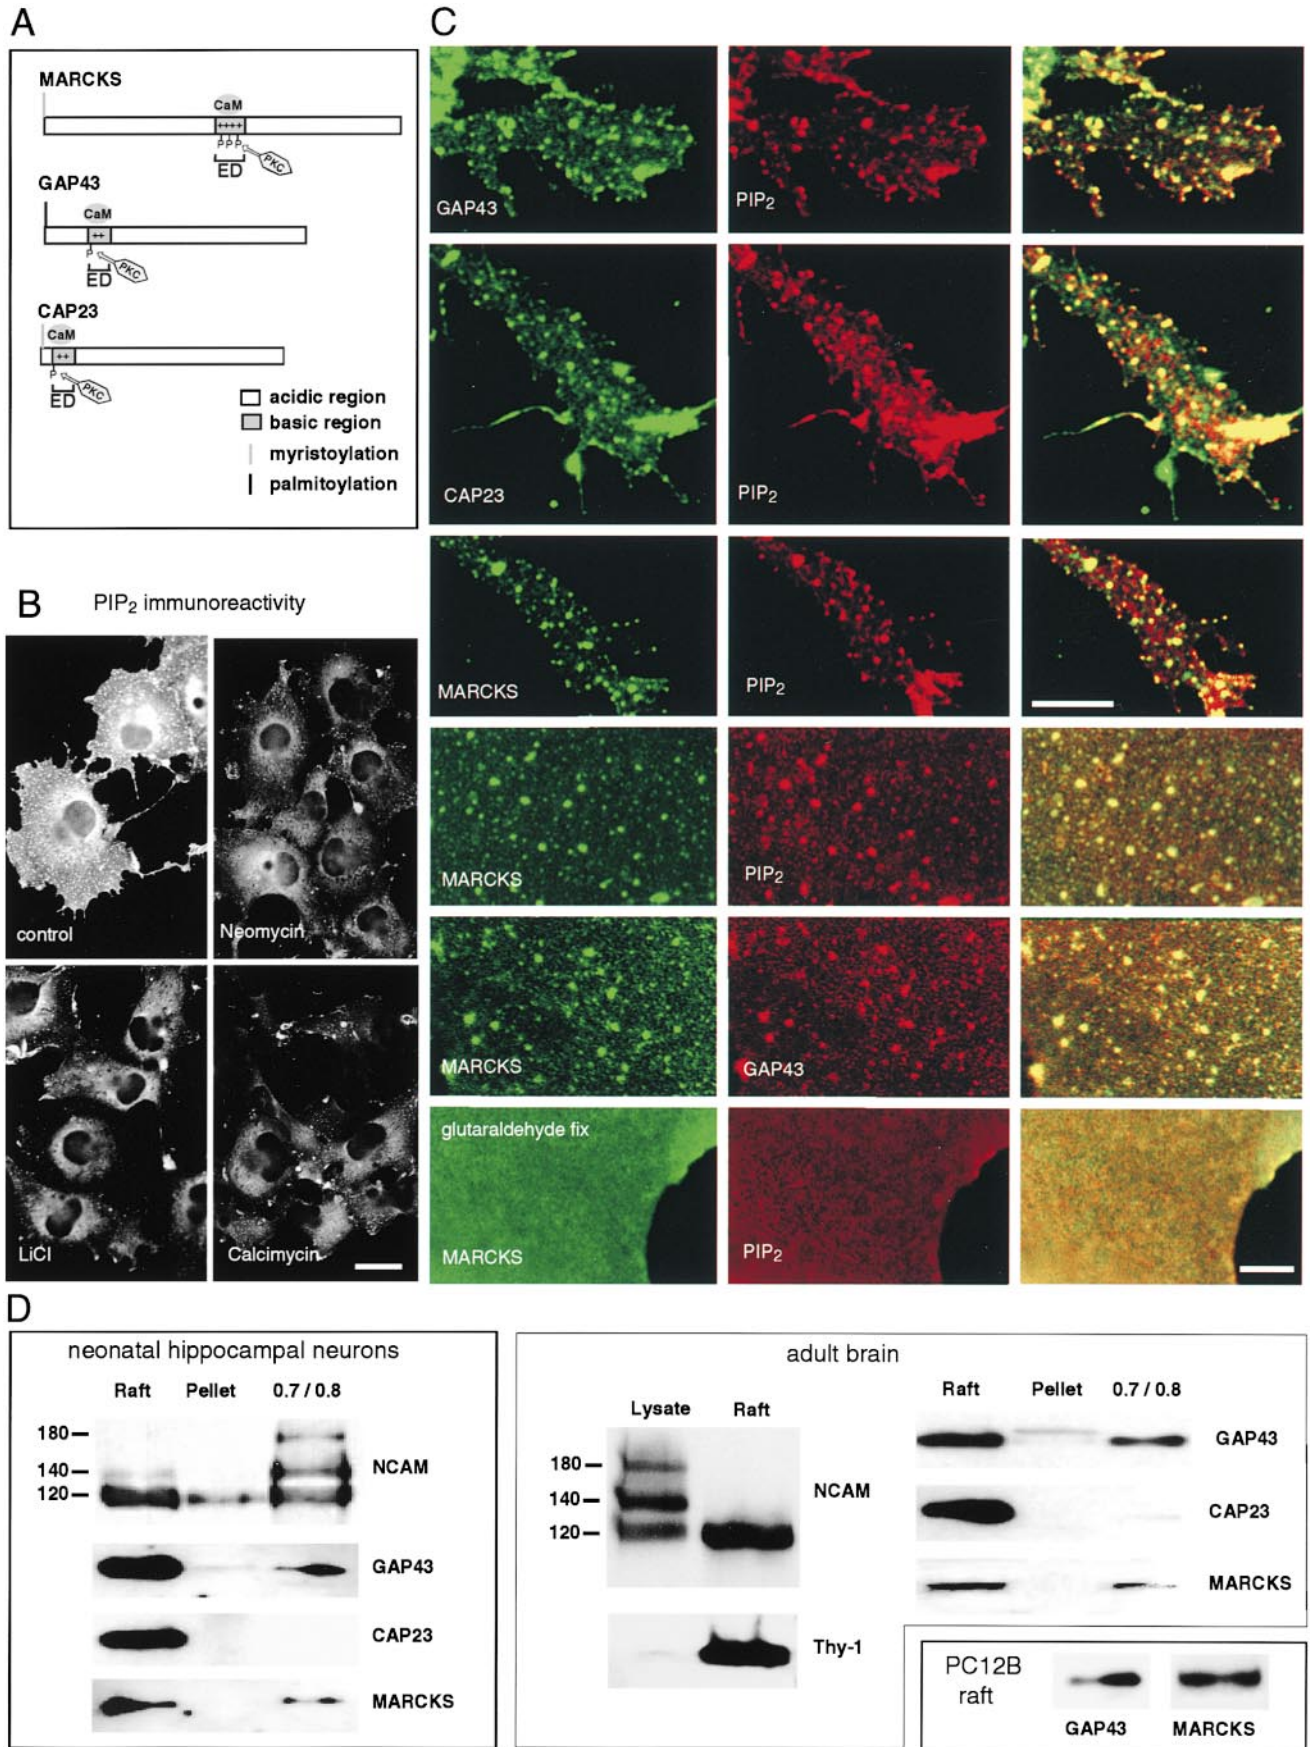 A
MARCKS
CaM
++++
P P P
PKC
ED
GAP43
CaM
++
P
PKC
ED
CAP23
CaM
++
P
PKC
ED
acidic region
basic region
myristoylation
palmitoylation
B
PIP2 immunoreactivity
control
Neomycin
LiCl
Calcimycin
C
GAP43
PIP2
CAP23
PIP2
MARCKS
PIP2
MARCKS
PIP2
MARCKS
GAP43
glutaraldehyde fix
MARCKS
PIP2
D
neonatal hippocampal neurons
Raft Pellet 0.7 / 0.8
180
140
120
NCAM
GAP43
CAP23
MARCKS
adult brain
Lysate Raft
180
140
120
NCAM
Thy-1
Raft Pellet 0.7 / 0.8
GAP43
CAP23
MARCKS
PC12B
raft
GAP43 MARCKS